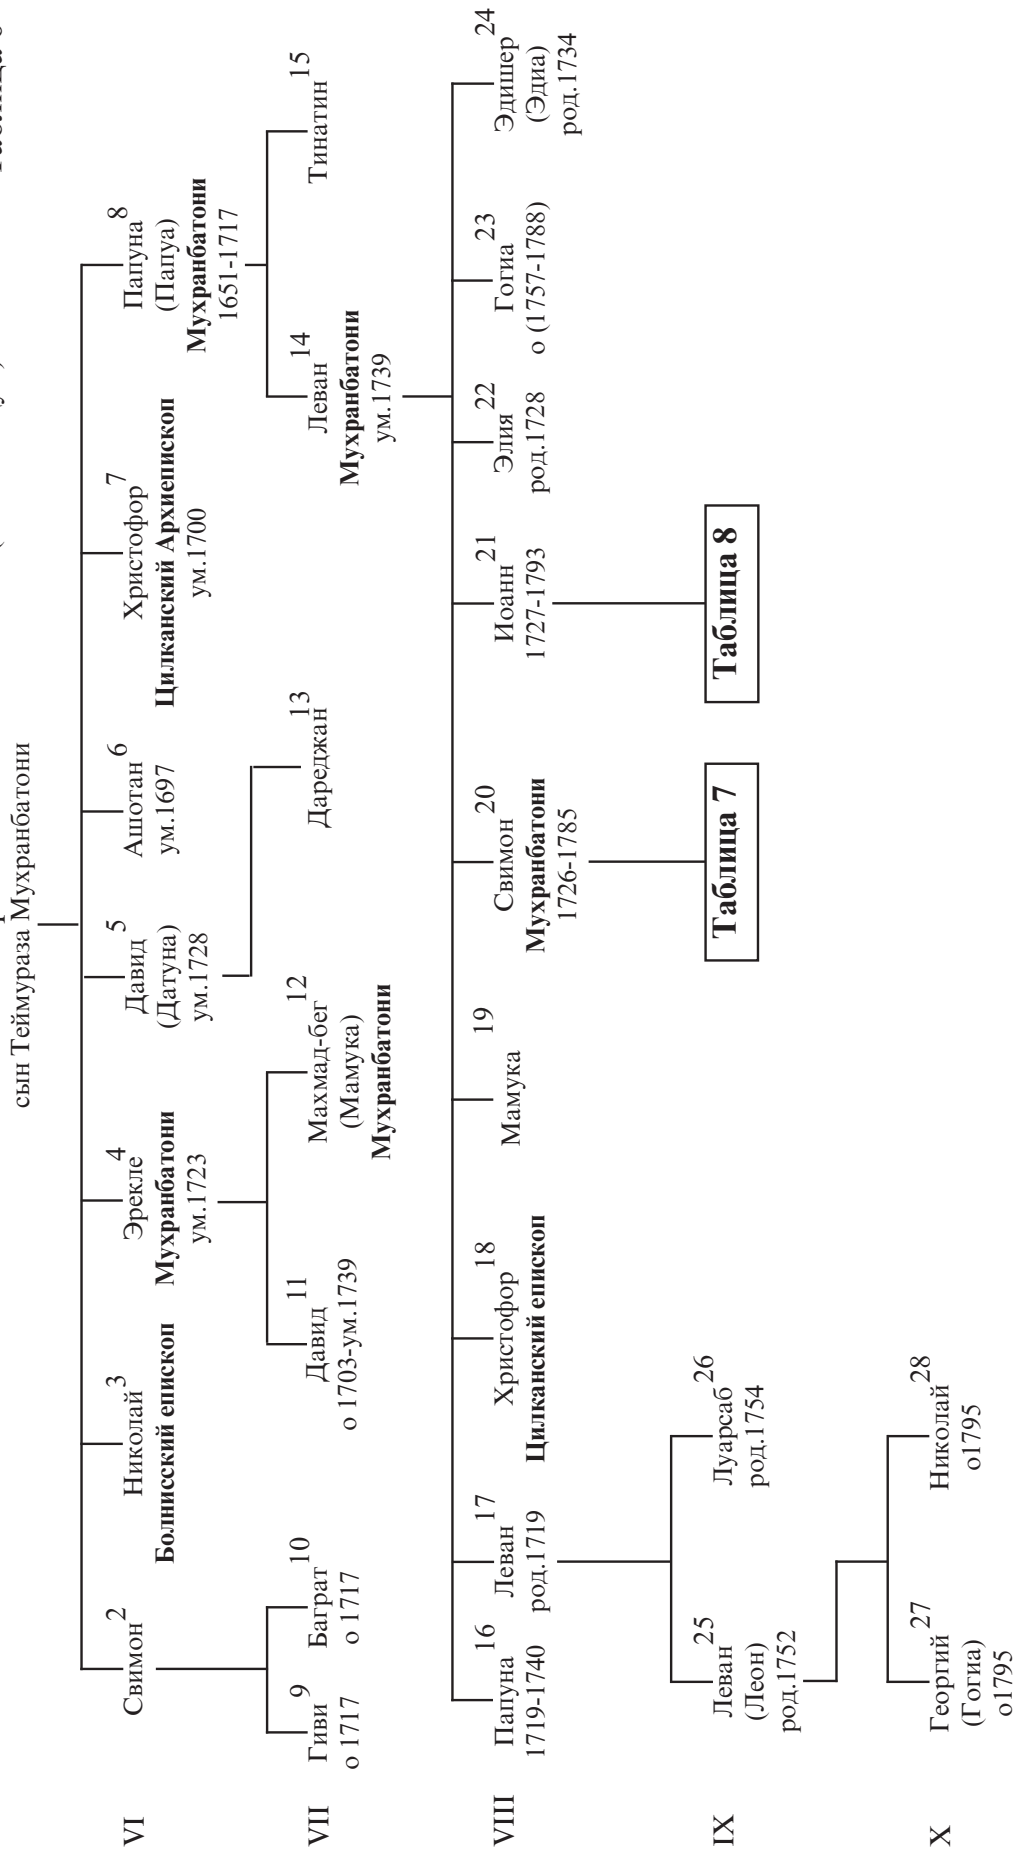 сын Теймураза Мухранбатони
VI
Свимон 2
Николай 3
Болнисский епископ
Эрекле 4
Мухранбатони
ум.1723
Давид 5
(Датуна)
ум.1728
Ашотан 6
ум.1697
Христофор 7
Цилканский Архиепископ
ум.1700
Папуна 8
(Папуа)
Мухранбатони
1651-1717
VII
Гиви 9
о 1717
Баграт 10
о 1717
Давид 11
о 1703-ум.1739
Махмад-бег 12
(Мамука)
Мухранбатони
Дареджан 13
Леван 14
Мухранбатони
ум.1739
Тинатин 15
VIII
Папуна 16
1719-1740
Леван 17
род.1719
Христофор 18
Цилканский епископ
Мамука 19
Свимон 20
Мухранбатони
1726-1785
Иоанн 21
1727-1793
Элия 22
род.1728
Гогиа 23
о (1757-1788)
Эдишер 24
(Эдиа)
род.1734
IX
Леван 25
(Леон)
род.1752
Луарсаб 26
род.1754
Таблица 7
Таблица 8
X
Георгий 27
(Гогиа)
о1795
Николай 28
о1795